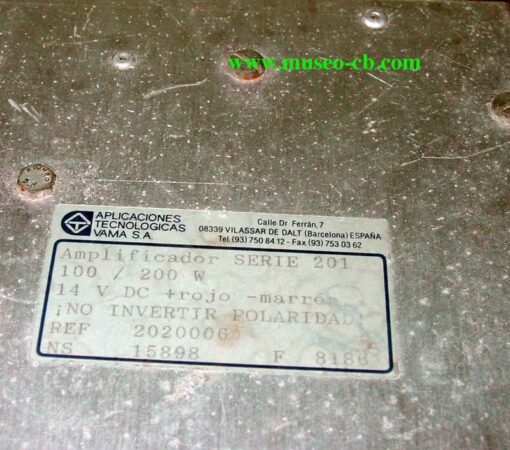 www.museo-cb.com
APLICACIONES
TECNOLOGICAS
VAMA S.A.
Calle Dr. Ferrán, 7
08339 VILASSAR DE DALT (Barcelona) ESPAÑA
Tel. (93) 750 84 12 - Fax (93) 753 03 62
Amplificador SERIE 201
100 / 200 W
14 V DC +rojo -marrón
¡NO INVERTIR POLARIDAD!
REF 2020006
NS 15898 F 8186